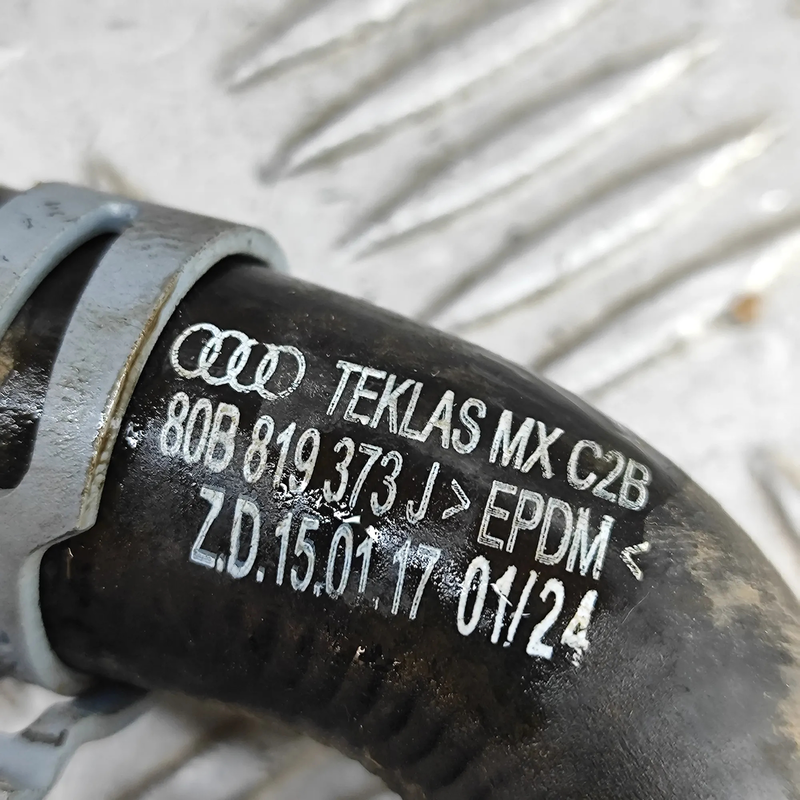 TEKLAS MX C2B
80B 819 373 J >EPDM<
Z.D.15.01.17 01/24